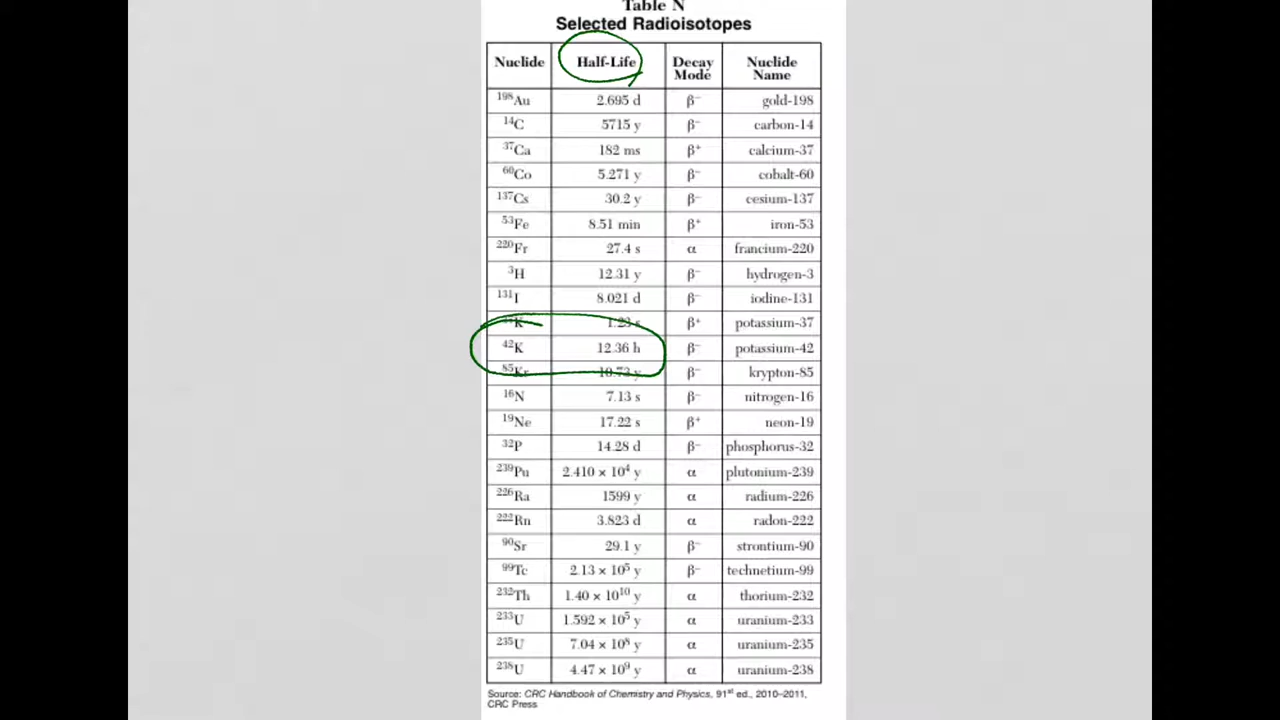 Table N
Selected Radioisotopes
Nuclide Half-Life Decay Mode Nuclide Name
¹⁹⁸Au 2.695 d β⁻ gold-198
¹⁴C 5715 y β⁻ carbon-14
³⁷Ca 182 ms β⁺ calcium-37
⁶⁰Co 5.271 y β⁻ cobalt-60
¹³⁷Cs 30.2 y β⁻ cesium-137
⁵³Fe 8.51 min β⁺ iron-53
²²⁰Fr 27.4 s α francium-220
³H 12.31 y β⁻ hydrogen-3
¹³¹I 8.021 d β⁻ iodine-131
K 1.23 s β⁺ potassium-37
⁴²K 12.36 h β⁻ potassium-42
⁸⁵Kr 10.73 y β⁻ krypton-85
¹⁶N 7.13 s β⁻ nitrogen-16
¹⁹Ne 17.22 s β⁺ neon-19
³²P 14.28 d β⁻ phosphorus-32
²³⁹Pu 2.410 × 10⁴ y α plutonium-239
²²⁶Ra 1599 y α radium-226
²²²Rn 3.823 d α radon-222
⁹⁰Sr 29.1 y β⁻ strontium-90
⁹⁹Tc 2.13 × 10⁵ y β⁻ technetium-99
²³²Th 1.40 × 10¹⁰ y α thorium-232
²³³U 1.592 × 10⁵ y α uranium-233
²³⁵U 7.04 × 10⁸ y α uranium-235
²³⁸U 4.47 × 10⁹ y α uranium-238
Source: CRC Handbook of Chemistry and Physics, 91ˢᵗ ed., 2010–2011,
CRC Press